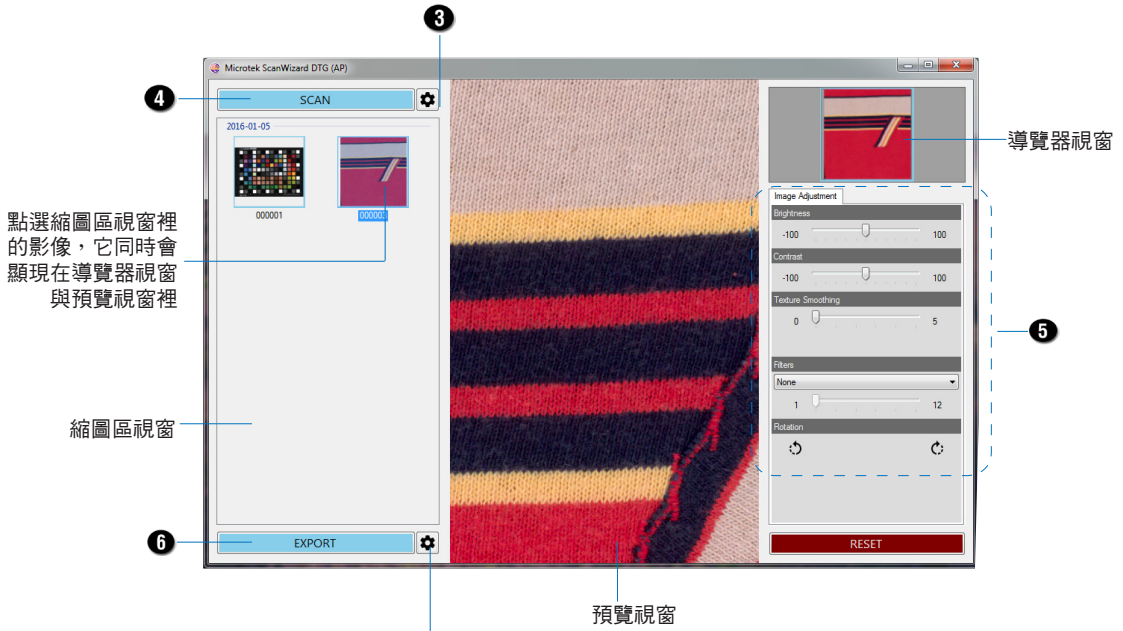 3
Microtek ScanWizard DTG (AP)
4
SCAN
2016-01-05
000001
000003
點選縮圖區視窗裡
的影像，它同時會
顯現在導覽器視窗
與預覽視窗裡
縮圖區視窗
6
EXPORT
預覽視窗
導覽器視窗
Image Adjustment
Brightness
-100 100
Contrast
-100 100
Texture Smoothing
0 5
5
Filters
None
1 12
Rotation
RESET